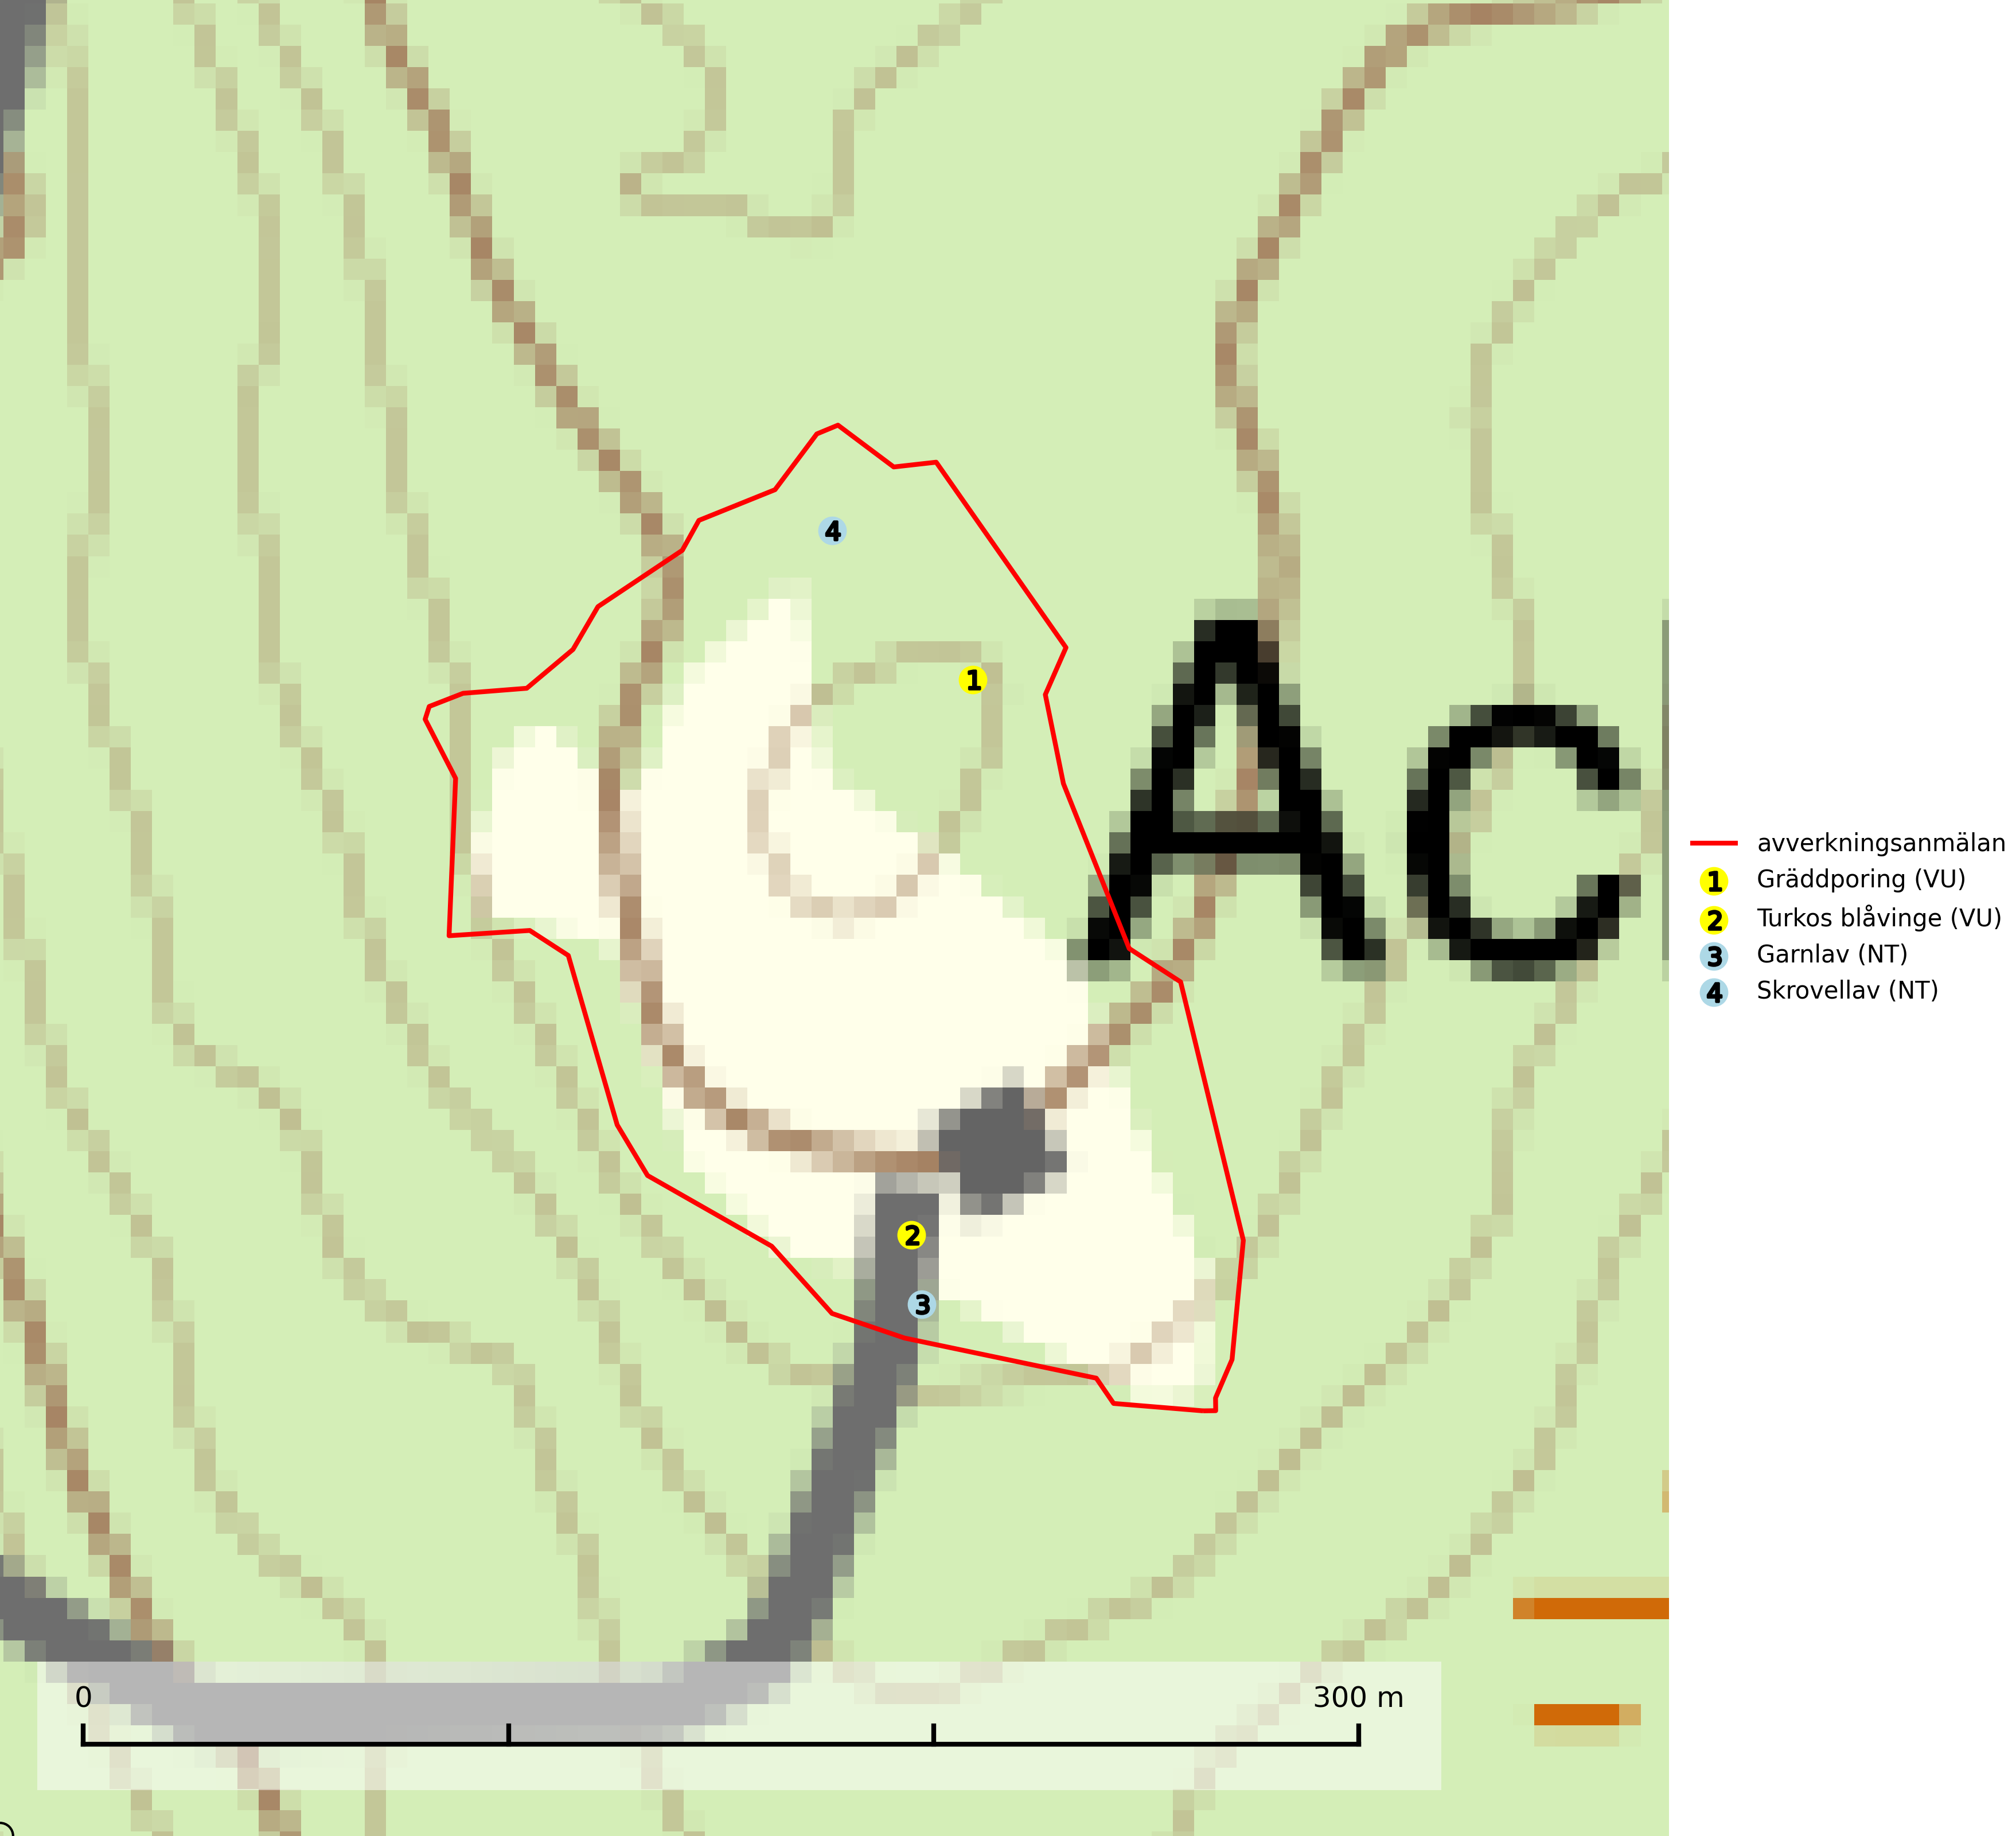 4
1
AC
2
3
avverkningsanmälan
1 Gräddporing (VU)
2 Turkos blåvinge (VU)
3 Garnlav (NT)
4 Skrovellav (NT)
0 300 m